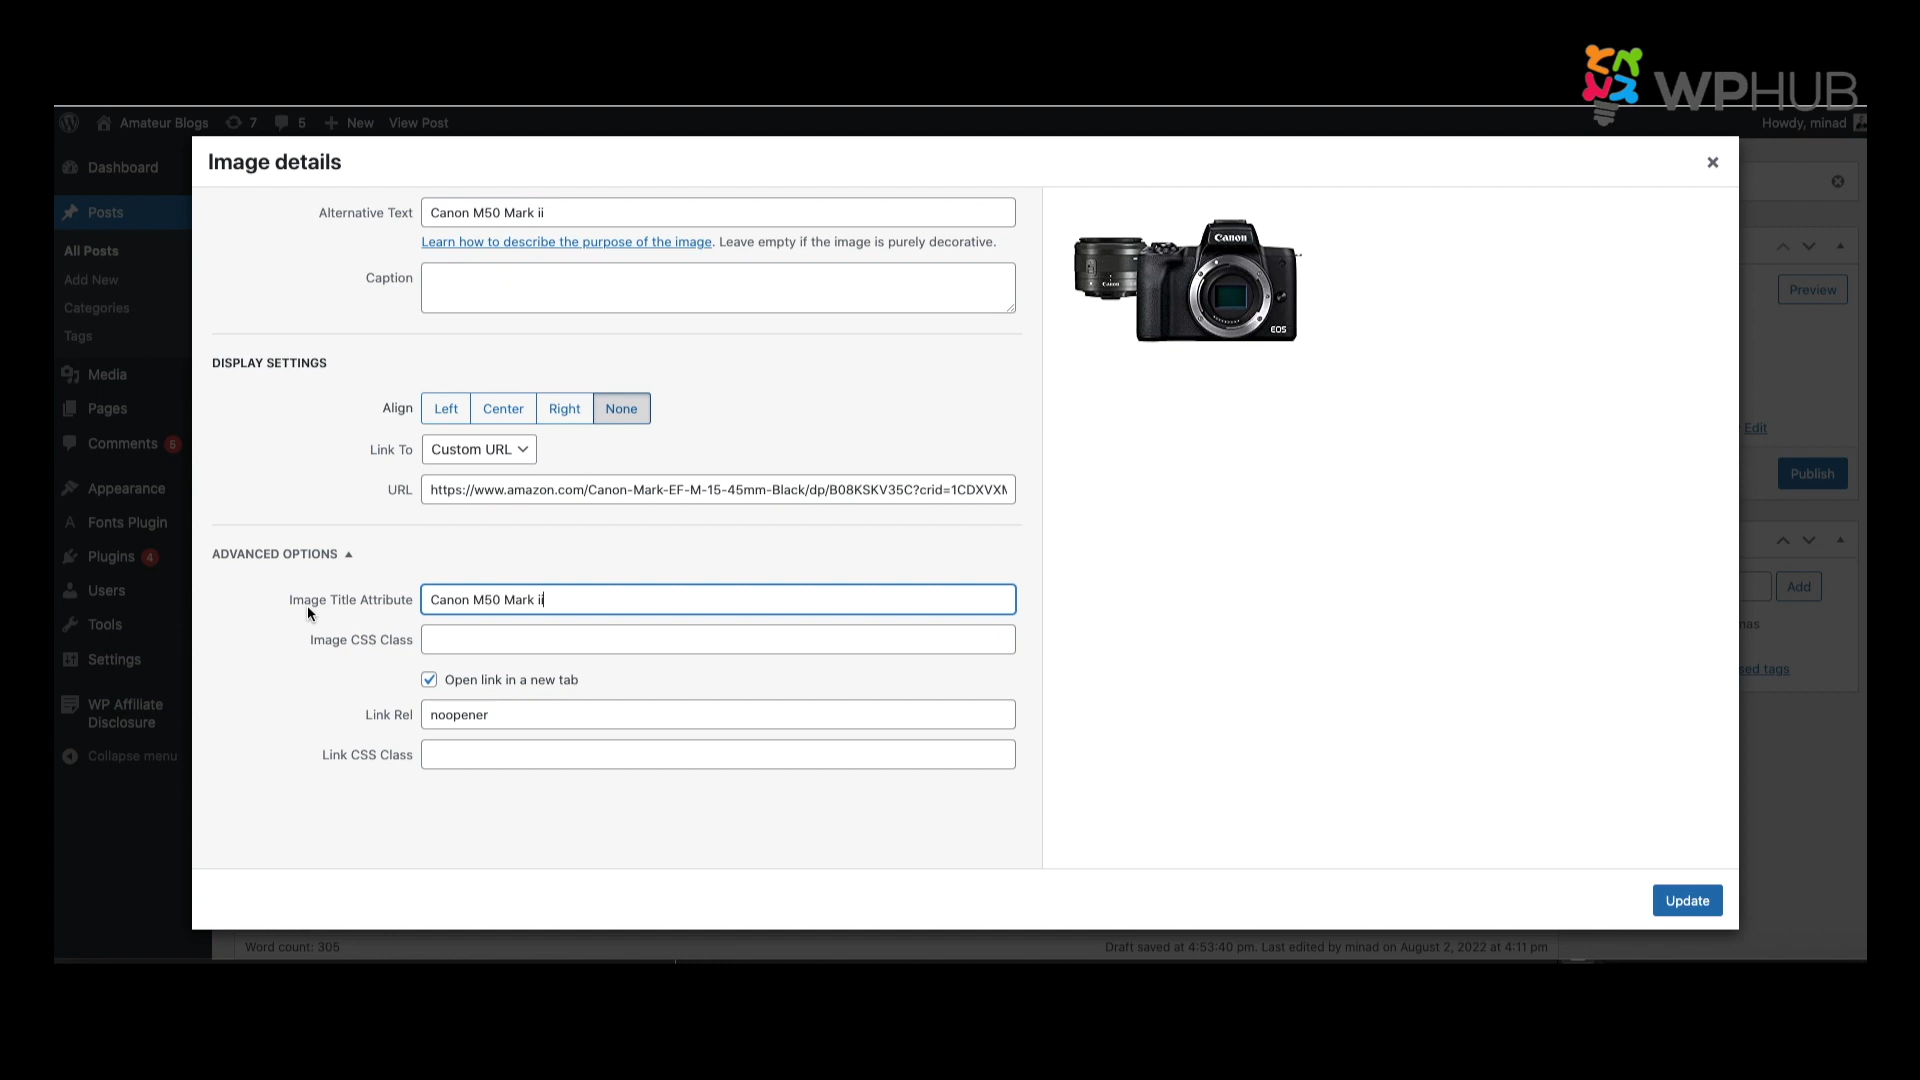 WPHUB
Amateur Blogs 7 5 New View Post Howdy, minad
Image details
Dashboard
Posts
All Posts
Add New
Categories
Tags
Media
Pages
Comments 5
Appearance
Fonts Plugin
Plugins 4
Users
Tools
Settings
WP Affiliate
Disclosure
Collapse menu
Alternative Text Canon M50 Mark ii
Learn how to describe the purpose of the image. Leave empty if the image is purely decorative.
Caption
DISPLAY SETTINGS
Align Left Center Right None
Link To Custom URL
URL https://www.amazon.com/Canon-Mark-EF-M-15-45mm-Black/dp/B08KSKV35C?crid=1CDXVX
ADVANCED OPTIONS
Image Title Attribute Canon M50 Mark ii
Image CSS Class
Open link in a new tab
Link Rel noopener
Link CSS Class
Canon
Canon
EOS
Preview
Edit
Publish
Add
nas
sed tags
Update
Word count: 305
Draft saved at 4:53:40 pm. Last edited by minad on August 2, 2022 at 4:11 pm